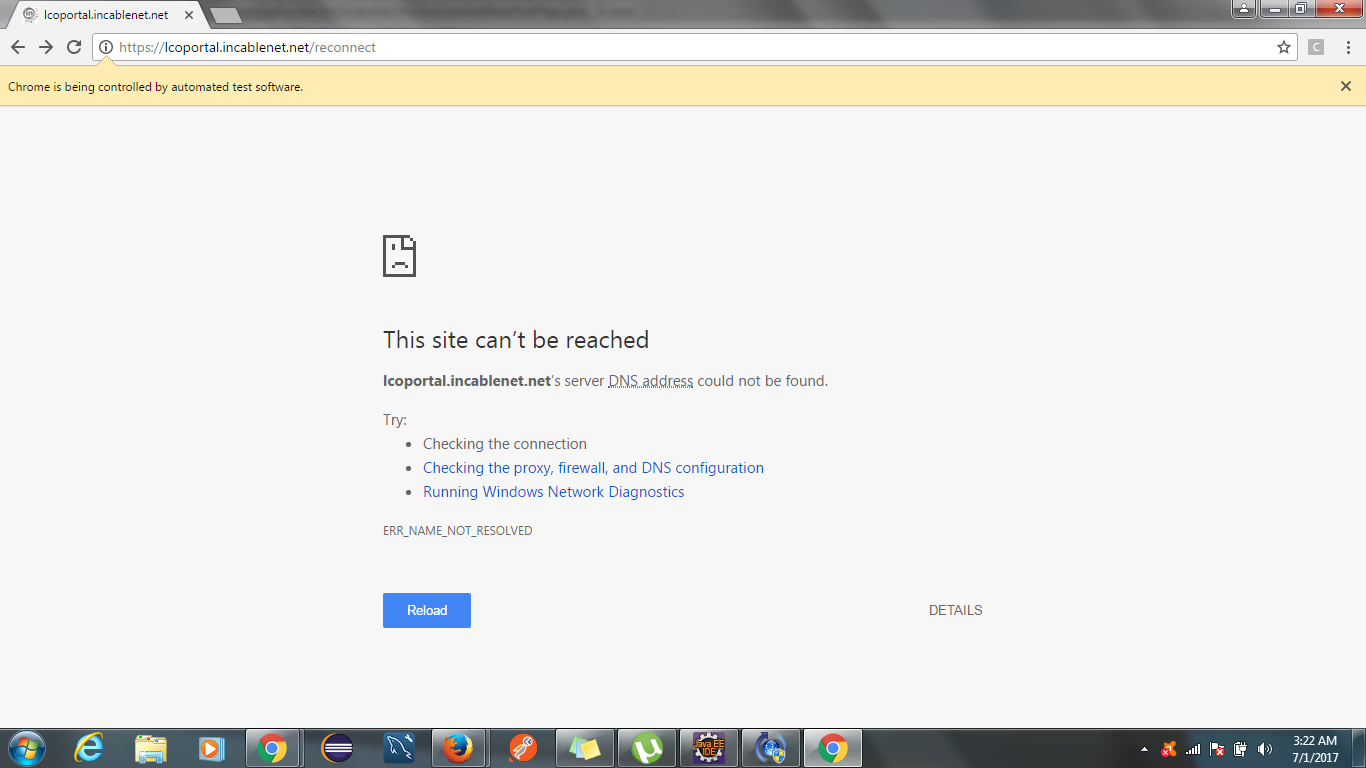 lcoportal.incablenet.net
https://lcoportal.incablenet.net/reconnect
C
Chrome is being controlled by automated test software.
This site can’t be reached
lcoportal.incablenet.net’s server DNS address could not be found.
Try:
Checking the connection
Checking the proxy, firewall, and DNS configuration
Running Windows Network Diagnostics
ERR_NAME_NOT_RESOLVED
Reload
DETAILS
Java EE
IDE
3:22 AM
7/1/2017